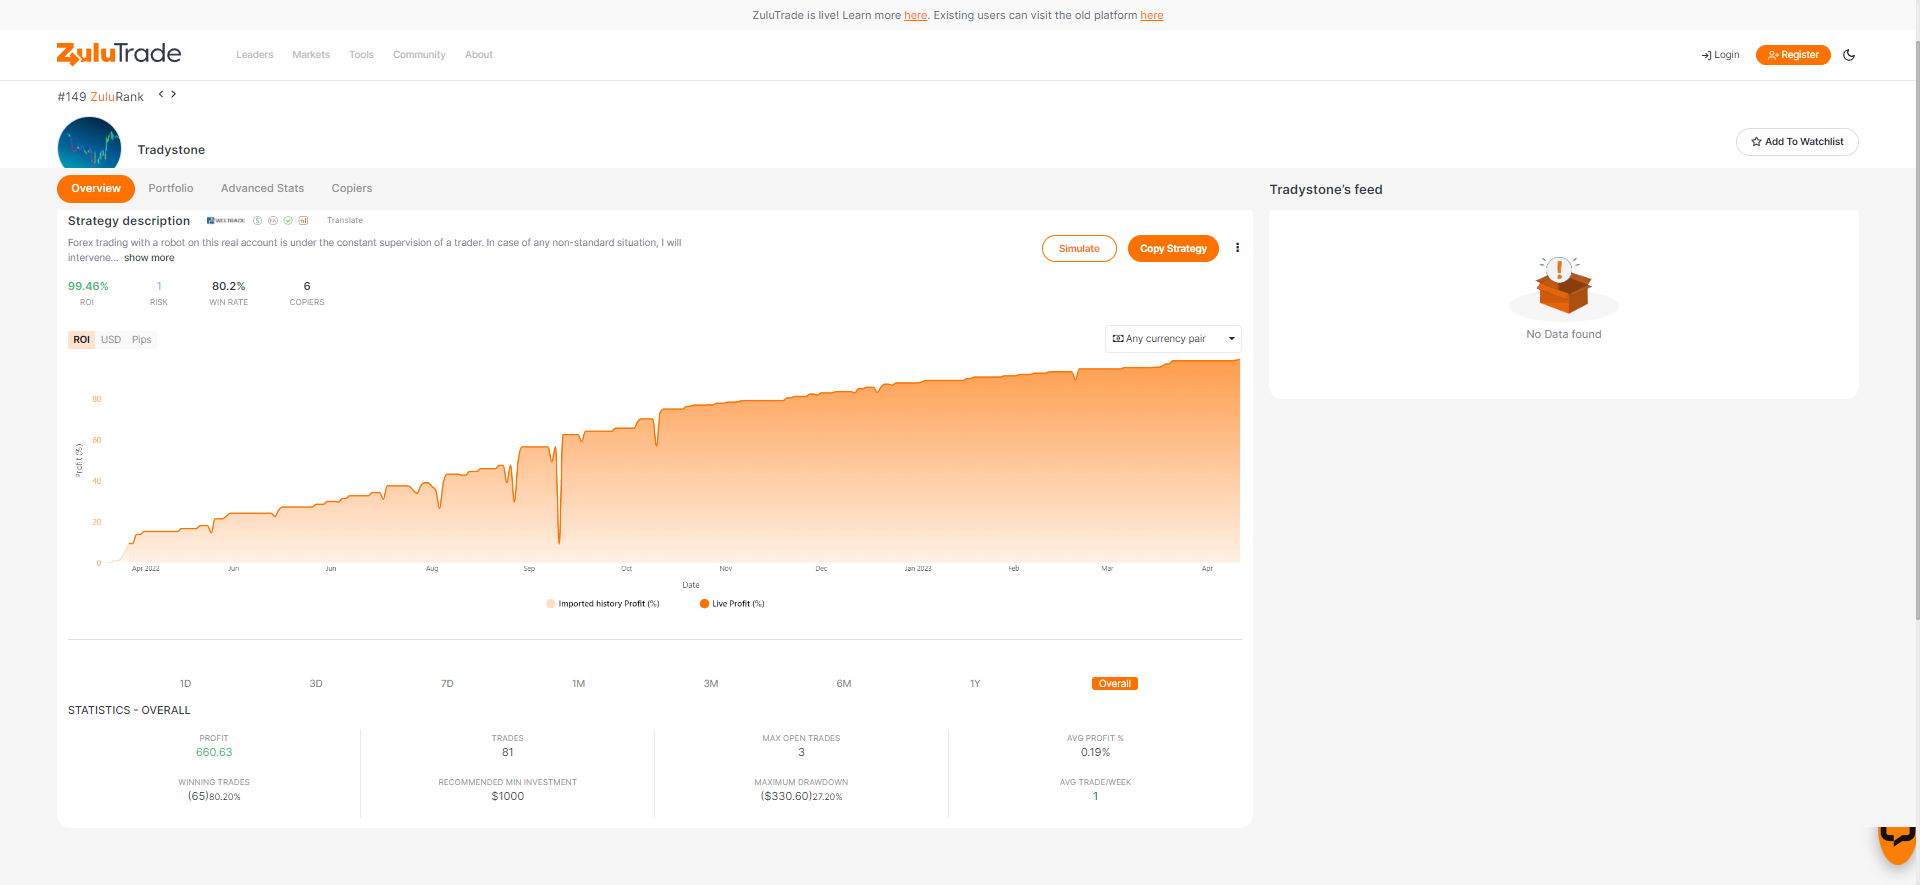 ZuluTrade is live! Learn more here. Existing users can visit the old platform here
ZuluTrade
Leaders Markets Tools Community About
Login Register
#149 ZuluRank
Tradystone
Add To Watchlist
Overview Portfolio Advanced Stats Copiers
Tradystone's feed
Strategy description
Translate
Forex trading with a robot on this real account is under the constant supervision of a trader. In case of any non-standard situation, I will
intervene... show more
Simulate Copy Strategy
99.46% 1 80.2% 6
ROI RISK WIN RATE COPIERS
No Data found
ROI USD Pips
Any currency pair
80
60
40
20
0
Profit (%)
Apr 2022 Jun Jun Aug Sep Oct Nov Dec Jan 2023 Feb Mar Apr
Date
Imported history Profit (%) Live Profit (%)
1D 3D 7D 1M 3M 6M 1Y Overall
STATISTICS - OVERALL
PROFIT TRADES MAX OPEN TRADES AVG PROFIT %
660.63 81 3 0.19%
WINNING TRADES RECOMMENDED MIN INVESTMENT MAXIMUM DRAWDOWN AVG TRADE/WEEK
(65)80.20% $1000 ($330.60)27.20% 1